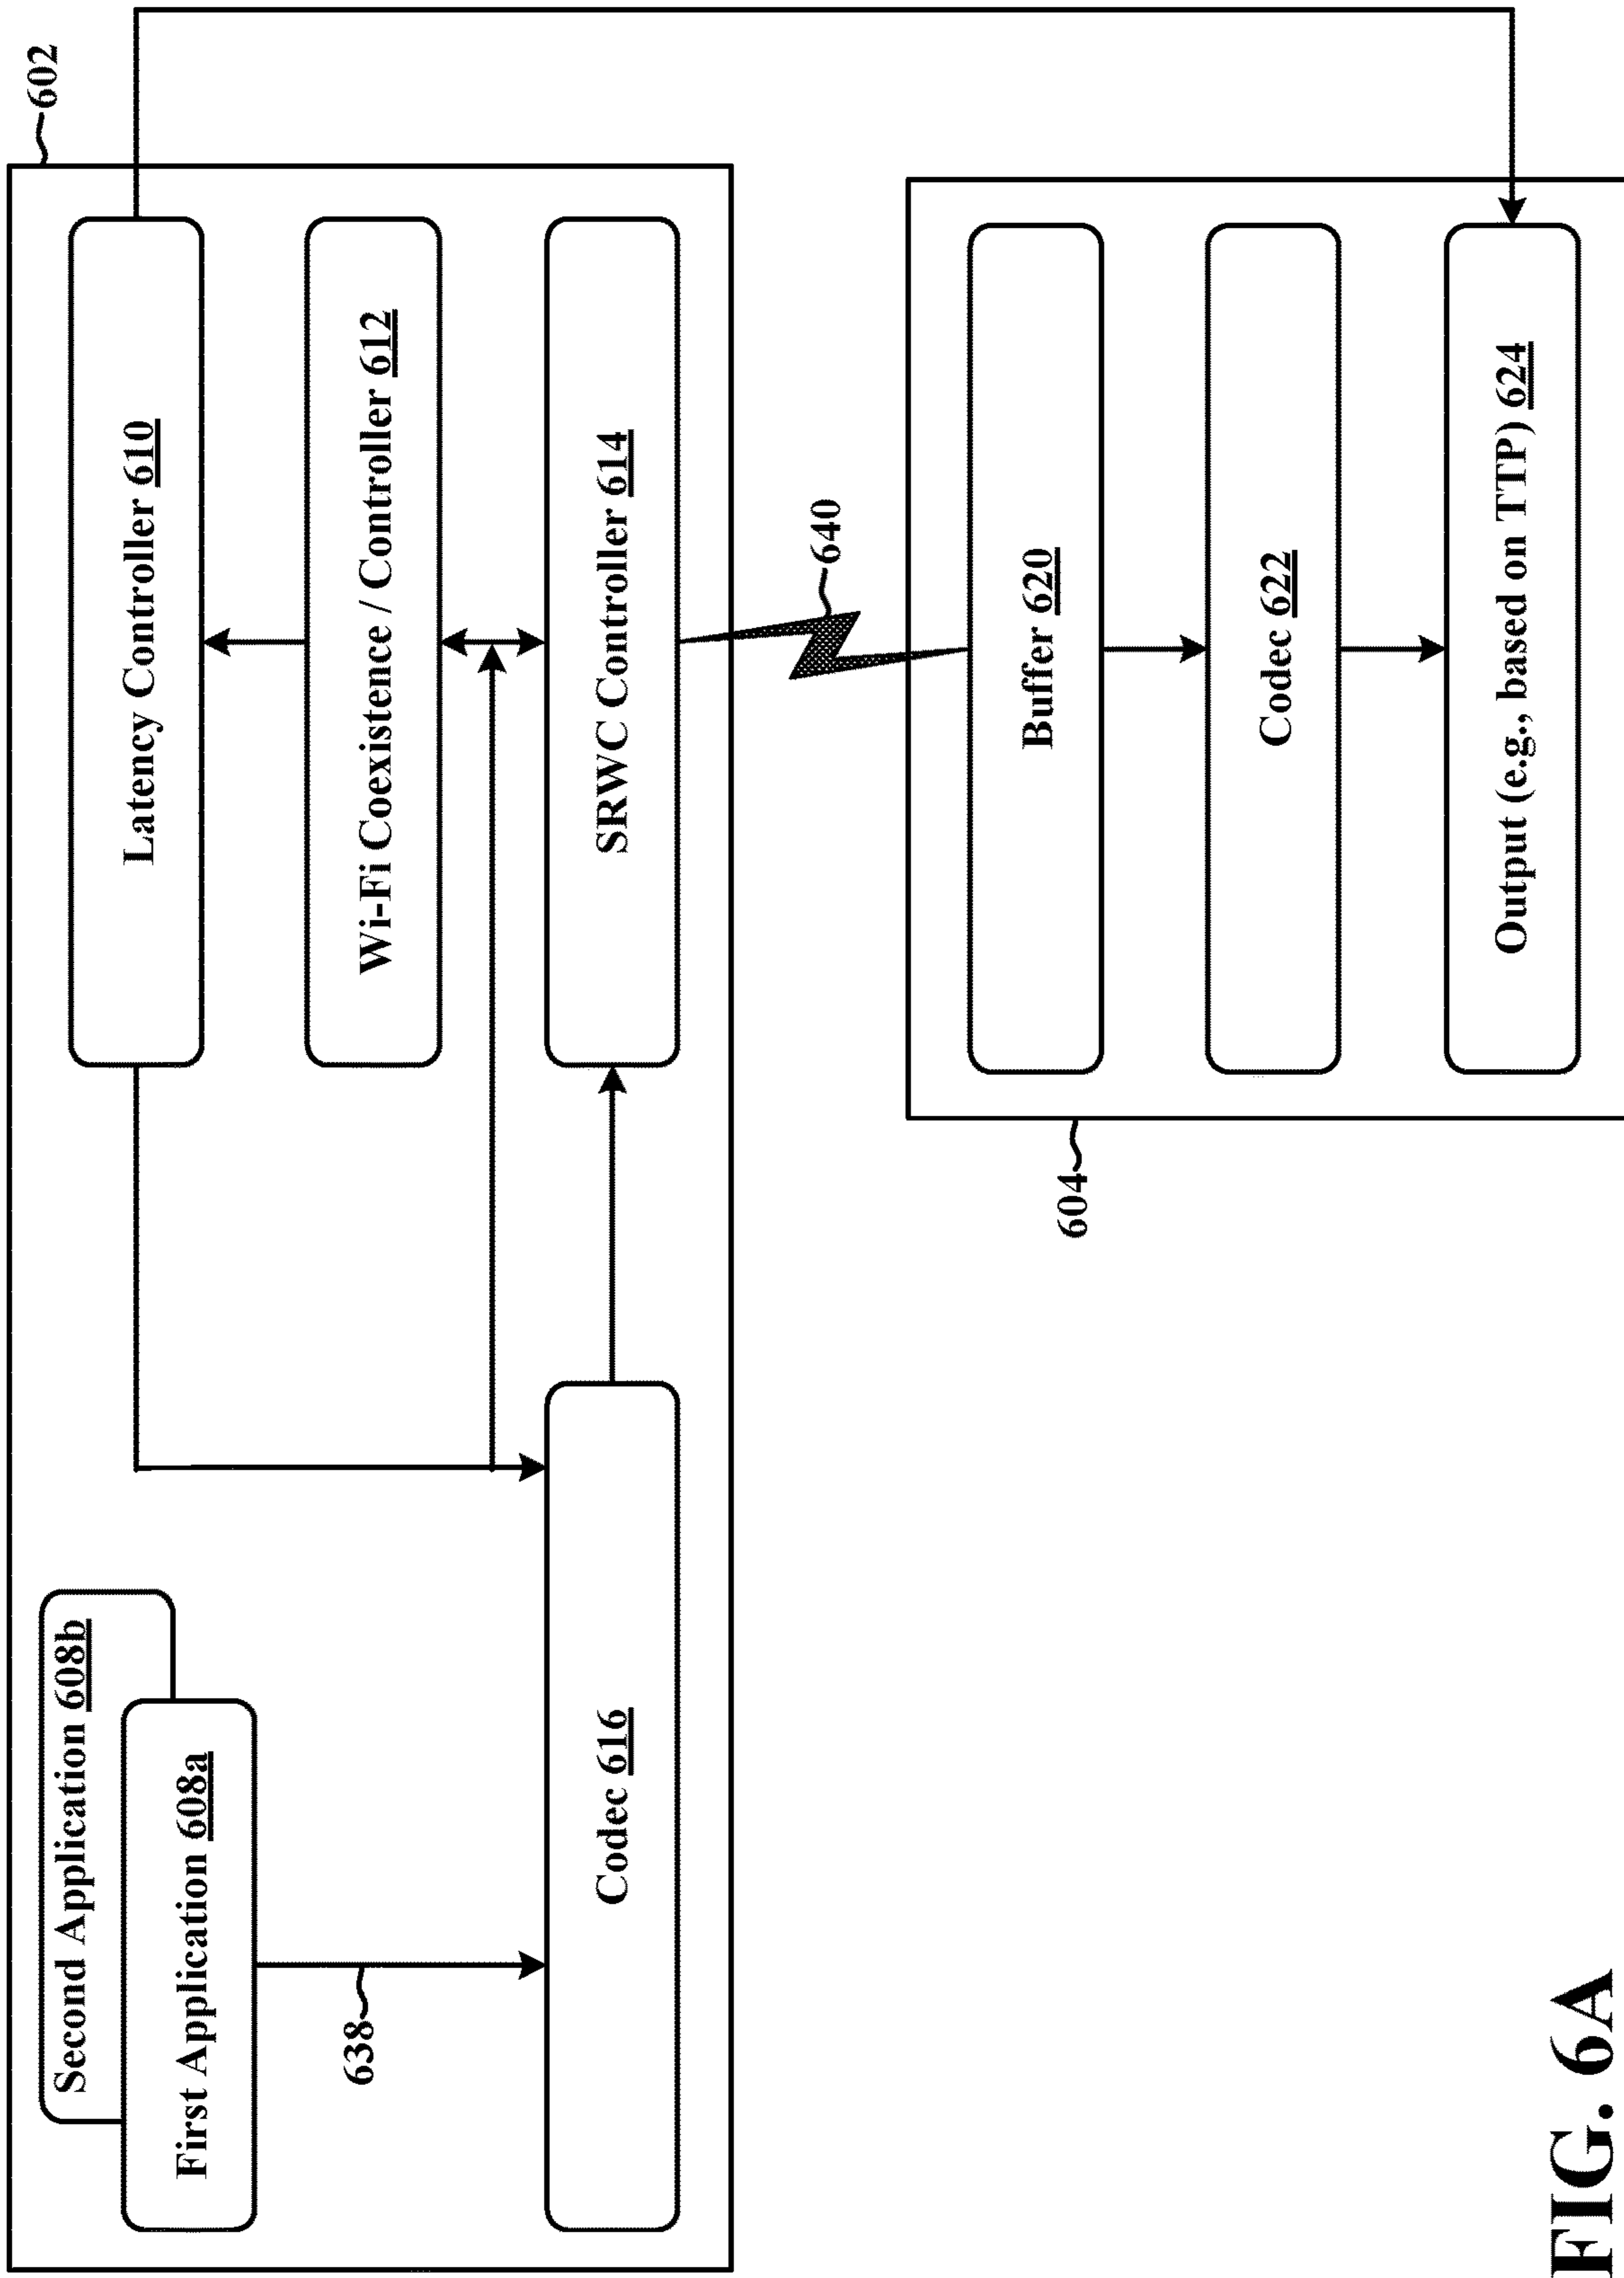 602
Second Application 608b
First Application 608a
Latency Controller 610
Wi-Fi Coexistence / Controller 612
638
Codec 616
SRWC Controller 614
640
604
Buffer 620
Codec 622
Output (e.g., based on TTP) 624
FIG. 6A